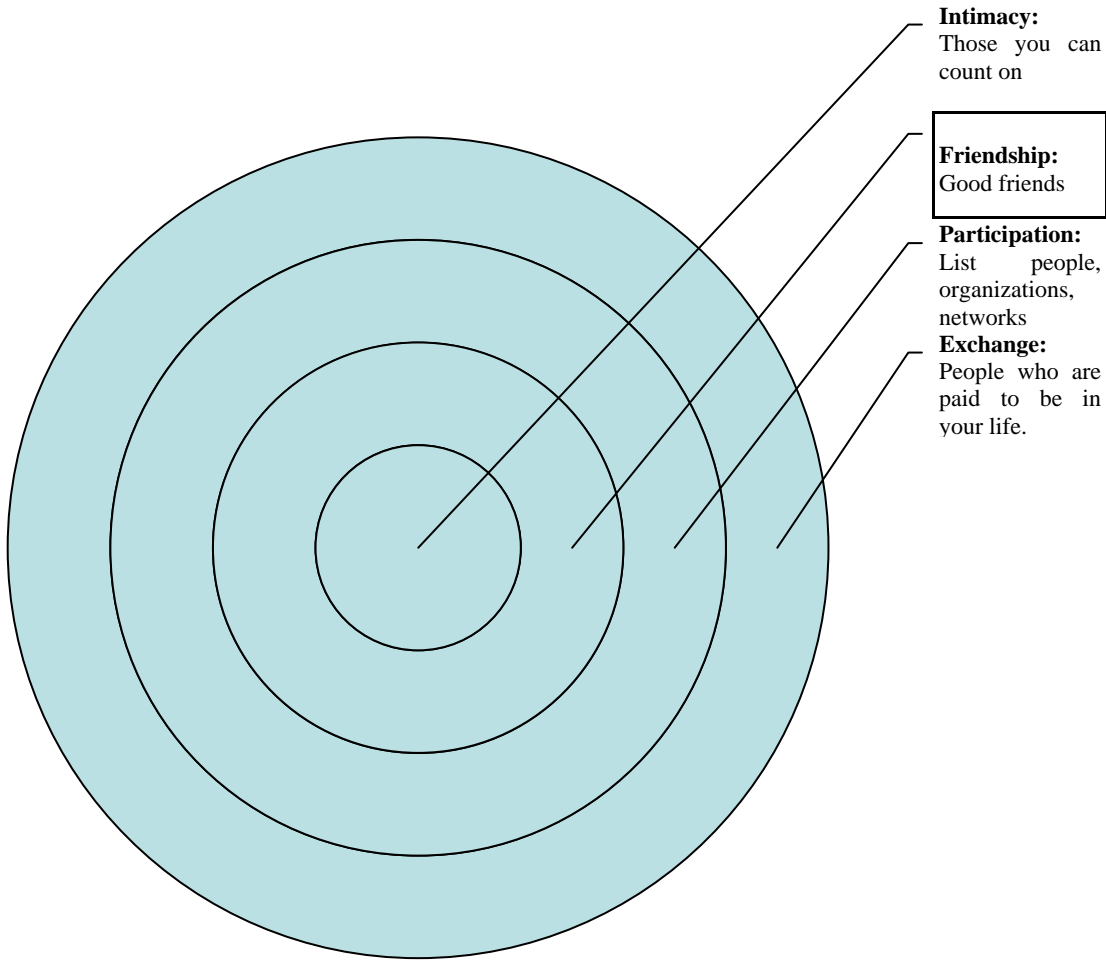 Intimacy:
Those you can
count on
Friendship:
Good friends
Participation:
List people,
organizations,
networks
Exchange:
People who are
paid to be in
your life.